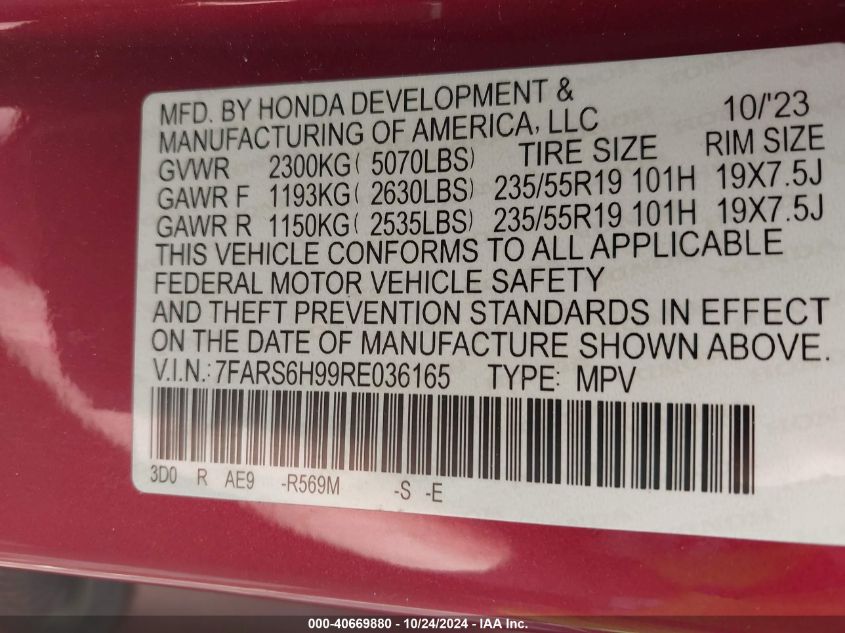 MFD. BY HONDA DEVELOPMENT & 10/'23
MANUFACTURING OF AMERICA, LLC
GVWR 2300KG( 5070LBS) TIRE SIZE RIM SIZE
GAWR F 1193KG( 2630LBS) 235/55R19 101H 19X7.5J
GAWR R 1150KG( 2535LBS) 235/55R19 101H 19X7.5J
THIS VEHICLE CONFORMS TO ALL APPLICABLE
FEDERAL MOTOR VEHICLE SAFETY
AND THEFT PREVENTION STANDARDS IN EFFECT
ON THE DATE OF MANUFACTURE SHOWN ABOVE.
V.I.N.: 7FARS6H99RE036165 TYPE: MPV
3D0 R AE9 -R569M -S -E
000-40669880 - 10/24/2024 - IAA Inc.